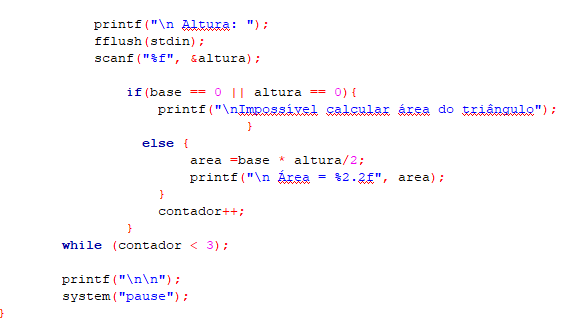 printf("\n Altura: ");
fflush(stdin);
scanf("%f", &altura);
if(base == 0 || altura == 0){
printf("\nImpossível calcular área do triângulo");
}
else {
area =base * altura/2;
printf("\n Área = %2.2f", area);
}
contador++;
}
while (contador < 3);
printf("\n\n");
system("pause");
}